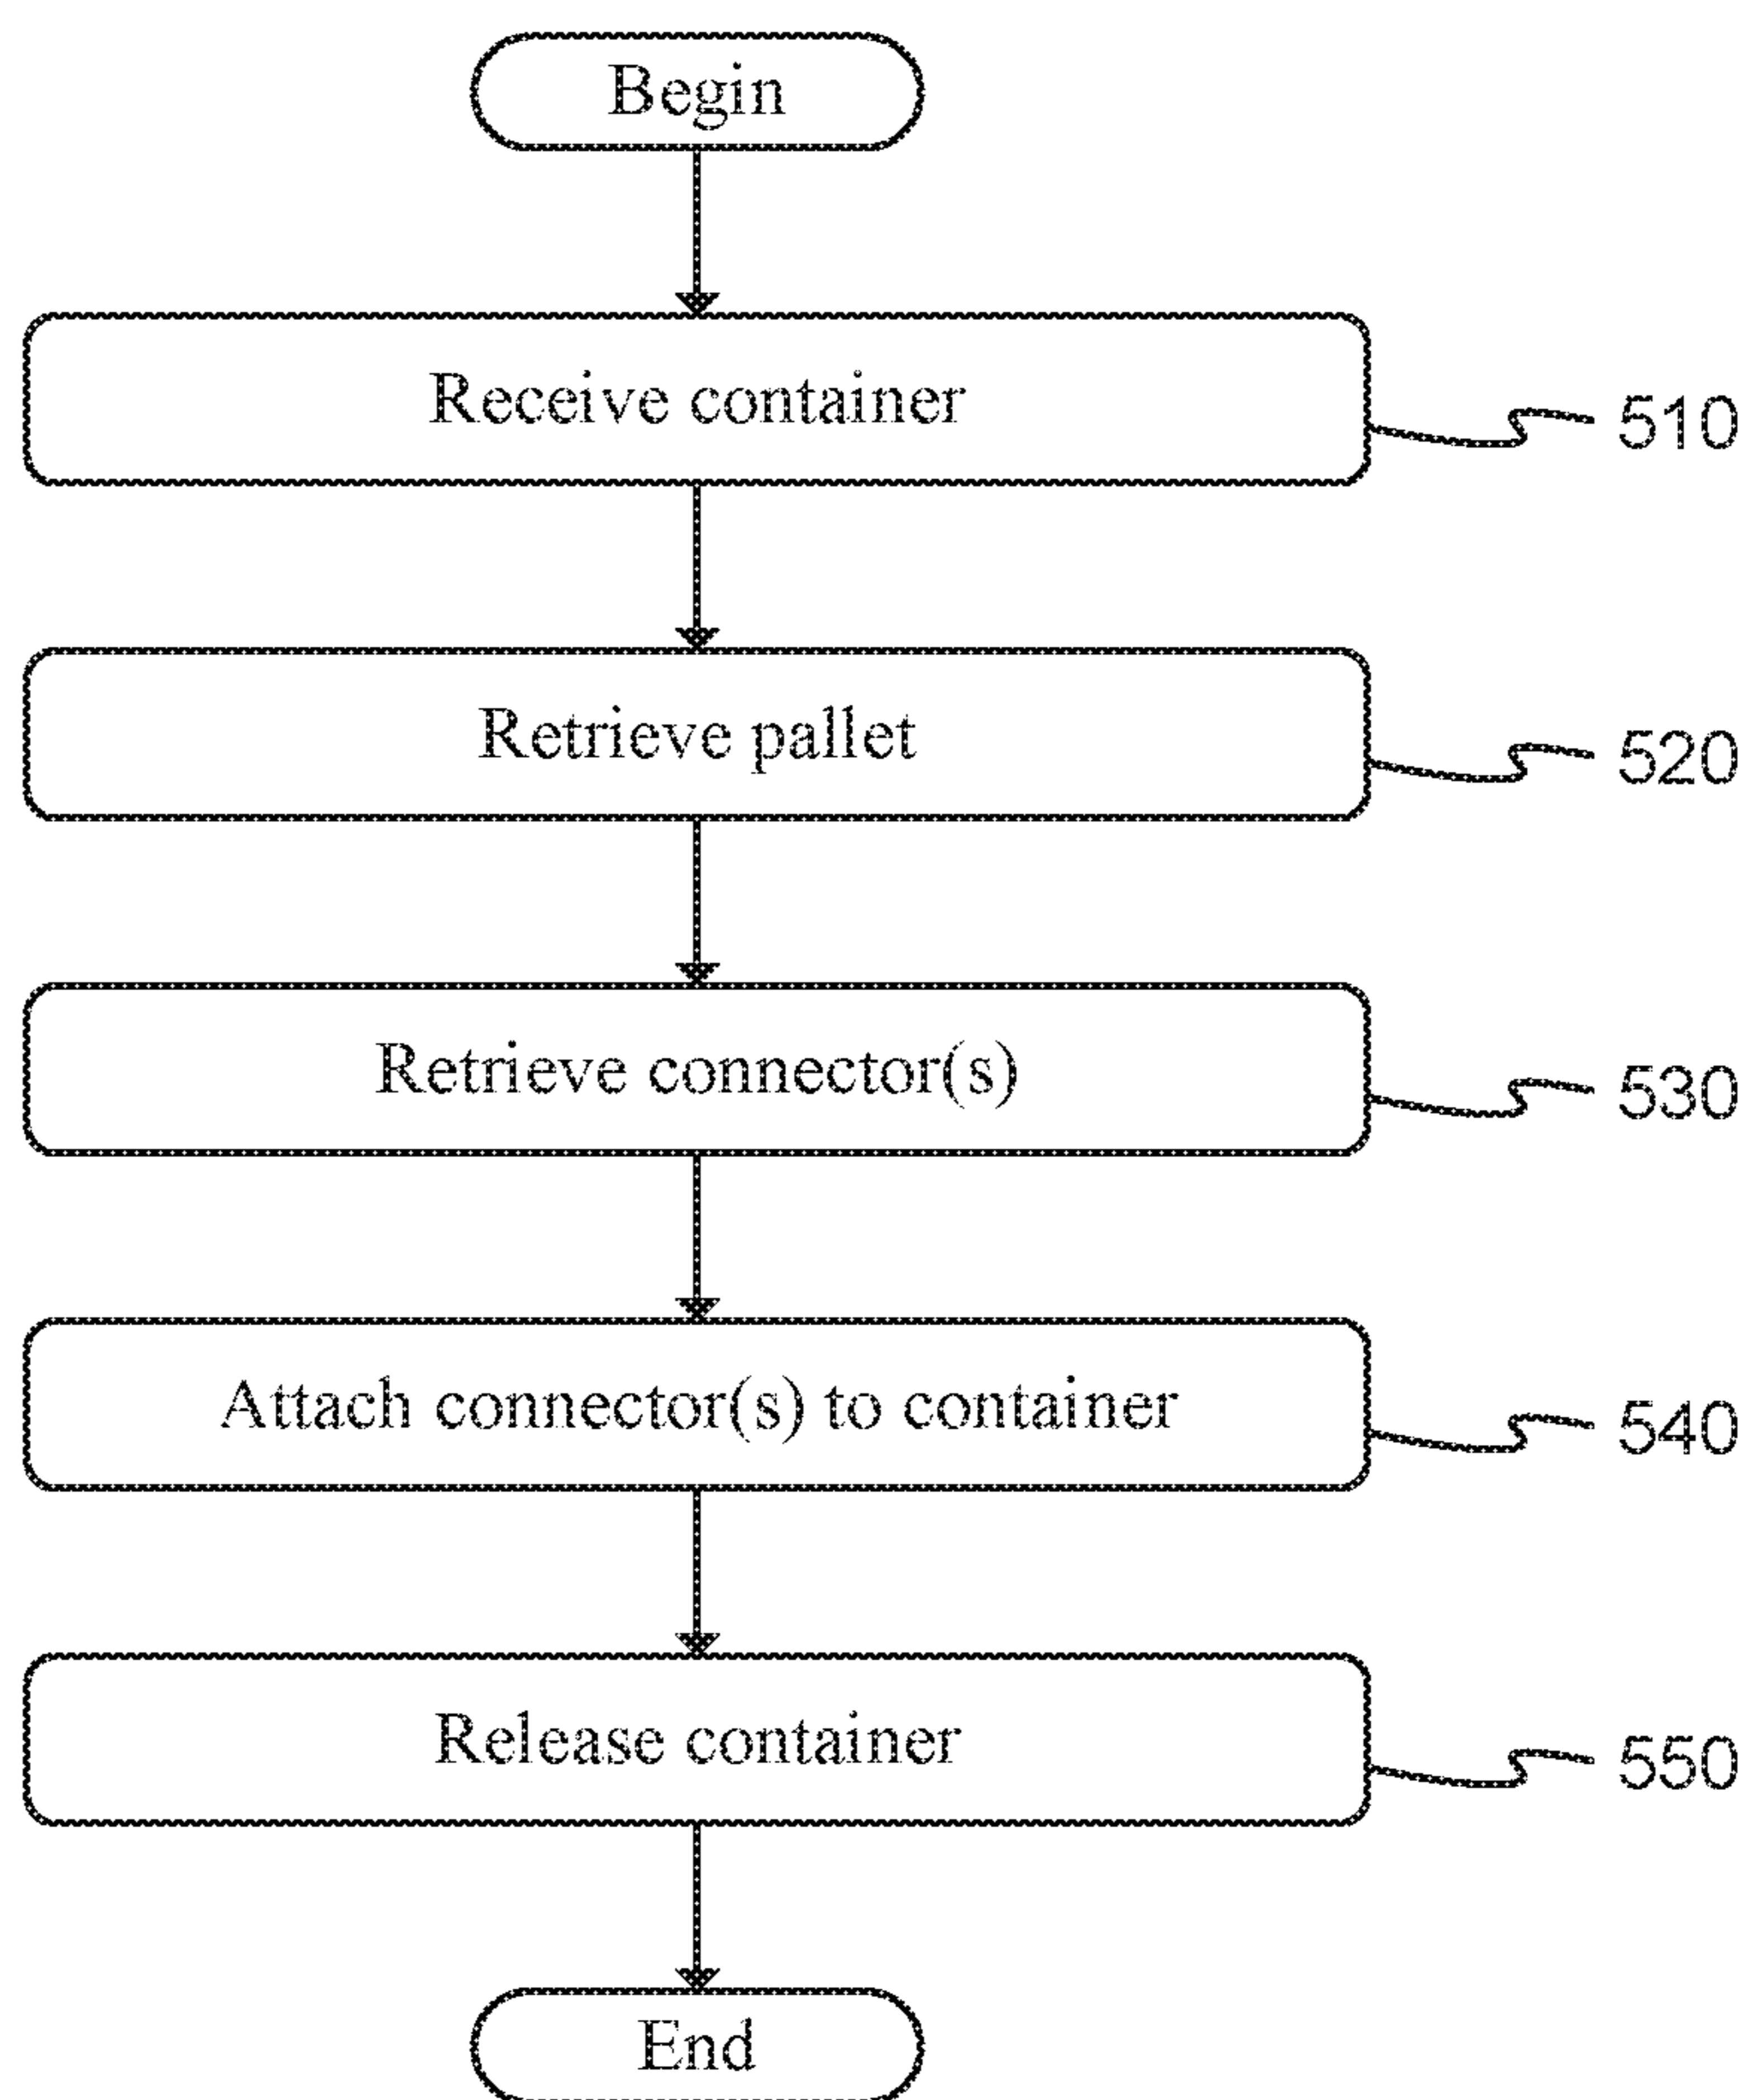 Begin
Receive container
510
Retrieve pallet
520
Retrieve connector(s)
530
Attach connector(s) to container
540
Release container
550
End